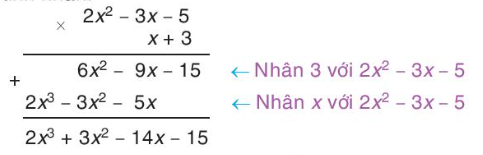 × 2x² – 3x – 5
x + 3
+ 6x² – 9x – 15 ← Nhân 3 với 2x² – 3x – 5
2x³ – 3x² – 5x ← Nhân x với 2x² – 3x – 5
2x³ + 3x² – 14x – 15